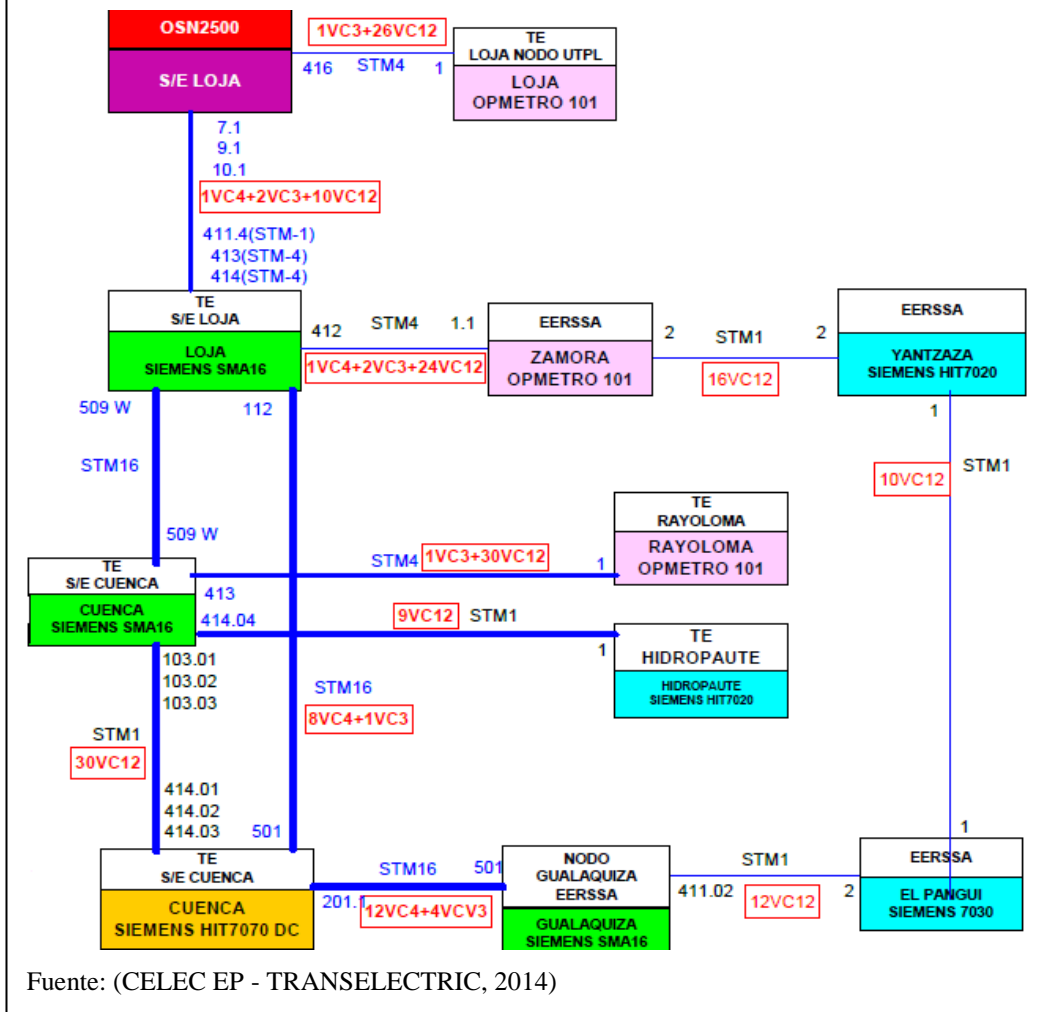 OSN2500
S/E LOJA
1VC3+26VC12
416 STM4 1
TE
LOJA NODO UTPL
LOJA
OPMETRO 101
7.1
9.1
10.1
1VC4+2VC3+10VC12
411.4(STM-1)
413(STM-4)
414(STM-4)
TE
S/E LOJA
LOJA
SIEMENS SMA16
412 STM4 1.1
1VC4+2VC3+24VC12
EERSSA
ZAMORA
OPMETRO 101
2 STM1 2
16VC12
EERSSA
YANTZAZA
SIEMENS HIT7020
509 W
112
1
STM16
10VC12
STM1
509 W
TE
RAYOLOMA
RAYOLOMA
OPMETRO 101
STM4 1VC3+30VC12 1
TE
S/E CUENCA
CUENCA
SIEMENS SMA16
413
414.04
9VC12 STM1
1
TE
HIDROPAUTE
HIDROPAUTE
SIEMENS HIT7020
103.01
103.02
103.03
STM16
8VC4+1VC3
STM1
30VC12
414.01
414.02
414.03
501
1
TE
S/E CUENCA
CUENCA
SIEMENS HIT7070 DC
STM16 501
201.1
12VC4+4VCV3
NODO
GUALAQUIZA
EERSSA
GUALAQUIZA
SIEMENS SMA16
STM1
411.02
12VC12
2
EERSSA
EL PANGUI
SIEMENS 7030
Fuente: (CELEC EP - TRANSELECTRIC, 2014)